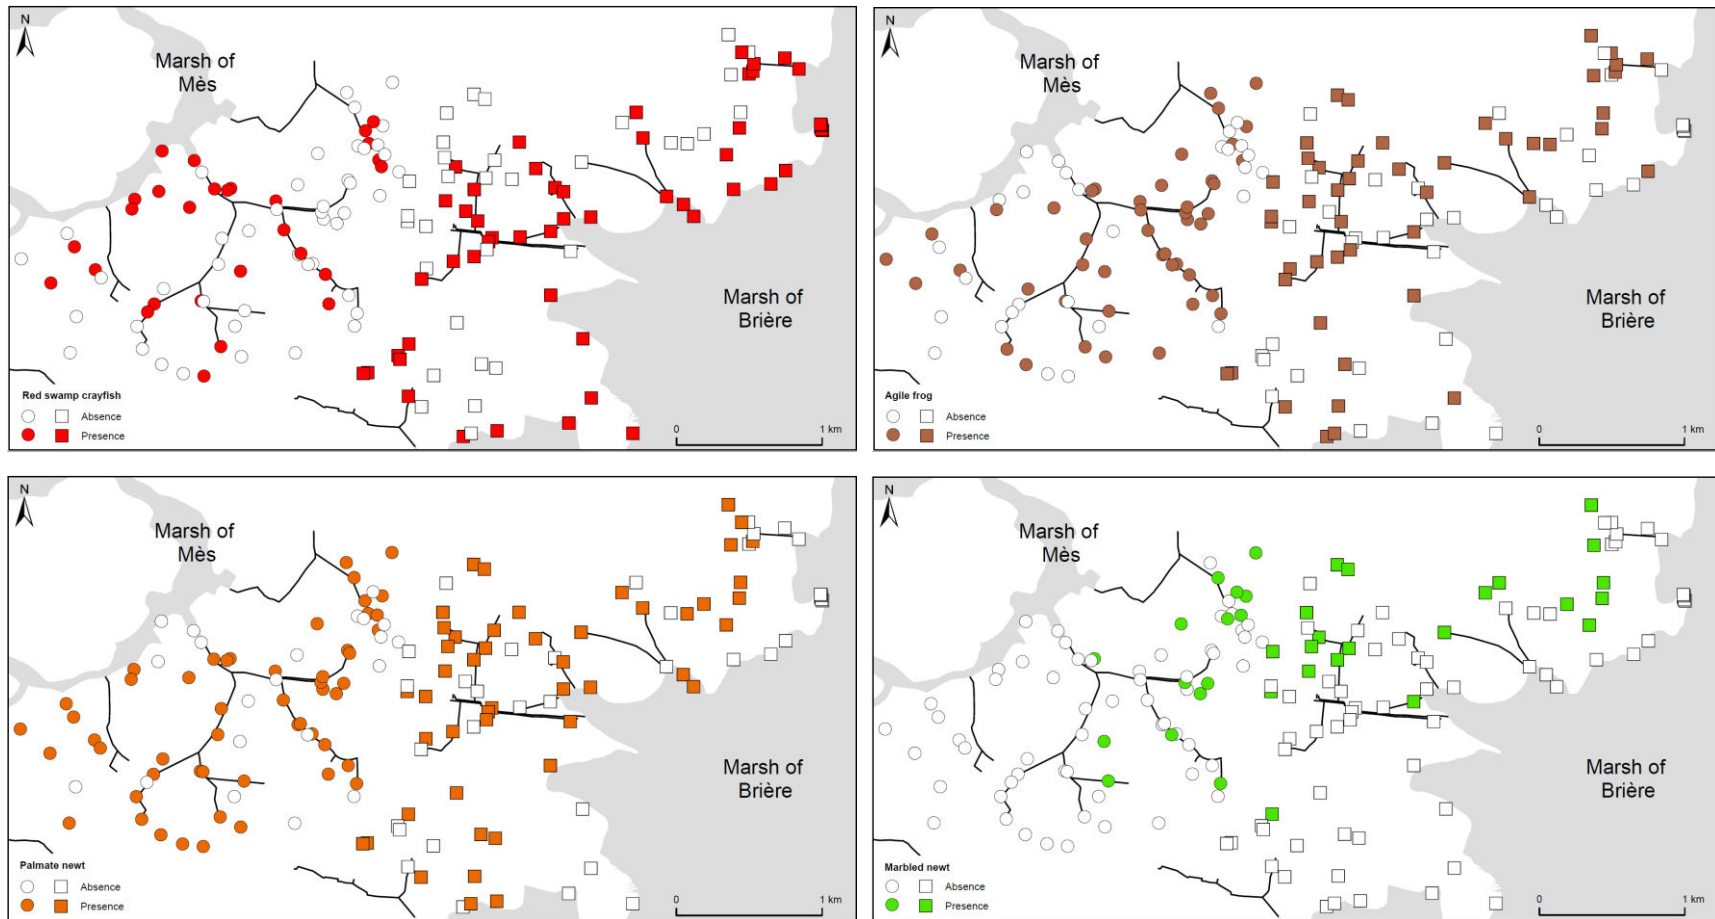 N
Marsh of
Mès
Marsh of
Brière
Red swamp crayfish
Absence
Presence
0
1 km
N
Marsh of
Mès
Marsh of
Brière
Agile frog
Absence
Presence
0
1 km
N
Marsh of
Mès
Marsh of
Brière
Palmate newt
Absence
Presence
0
1 km
N
Marsh of
Mès
Marsh of
Brière
Marbled newt
Absence
Presence
0
1 km